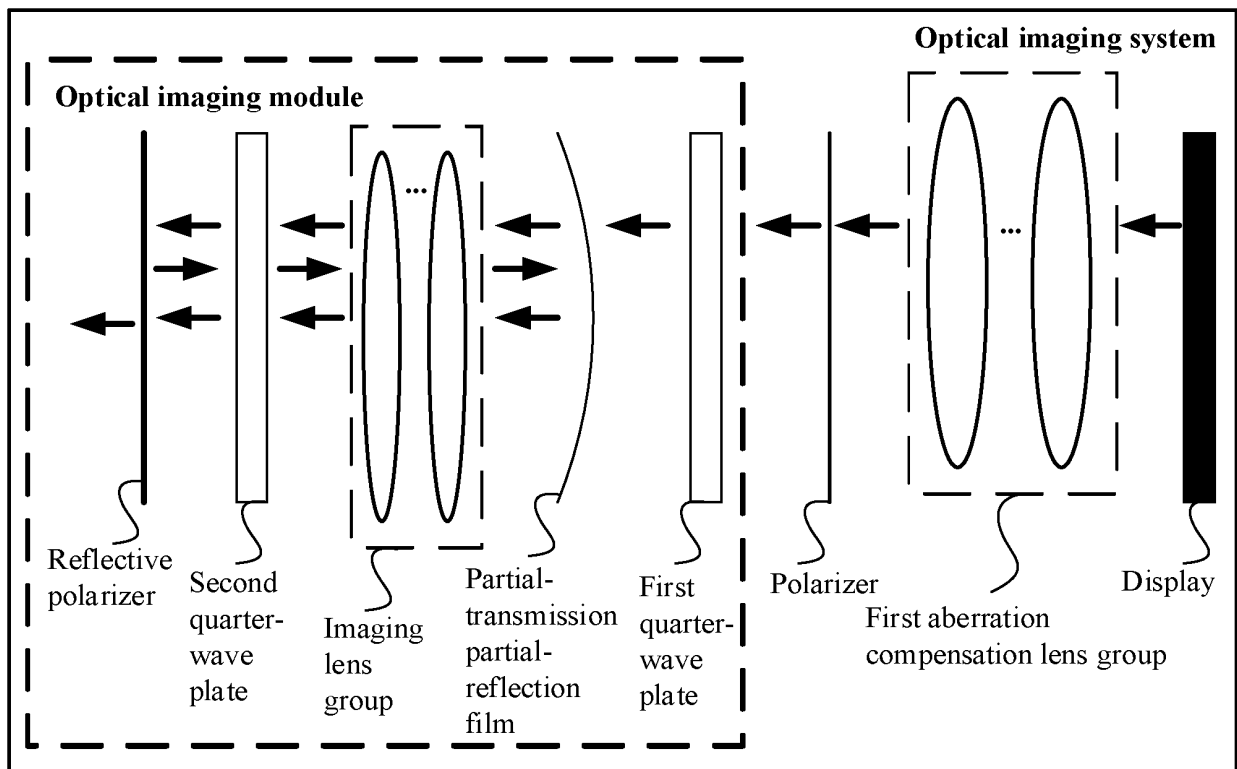 Optical imaging system
Optical imaging module
...
...
Reflective
polarizer
Second
quarter-
wave
plate
Imaging
lens
group
Partial-
transmission
partial-
reflection
film
First
quarter-
wave
plate
Polarizer
First aberration
compensation lens group
Display